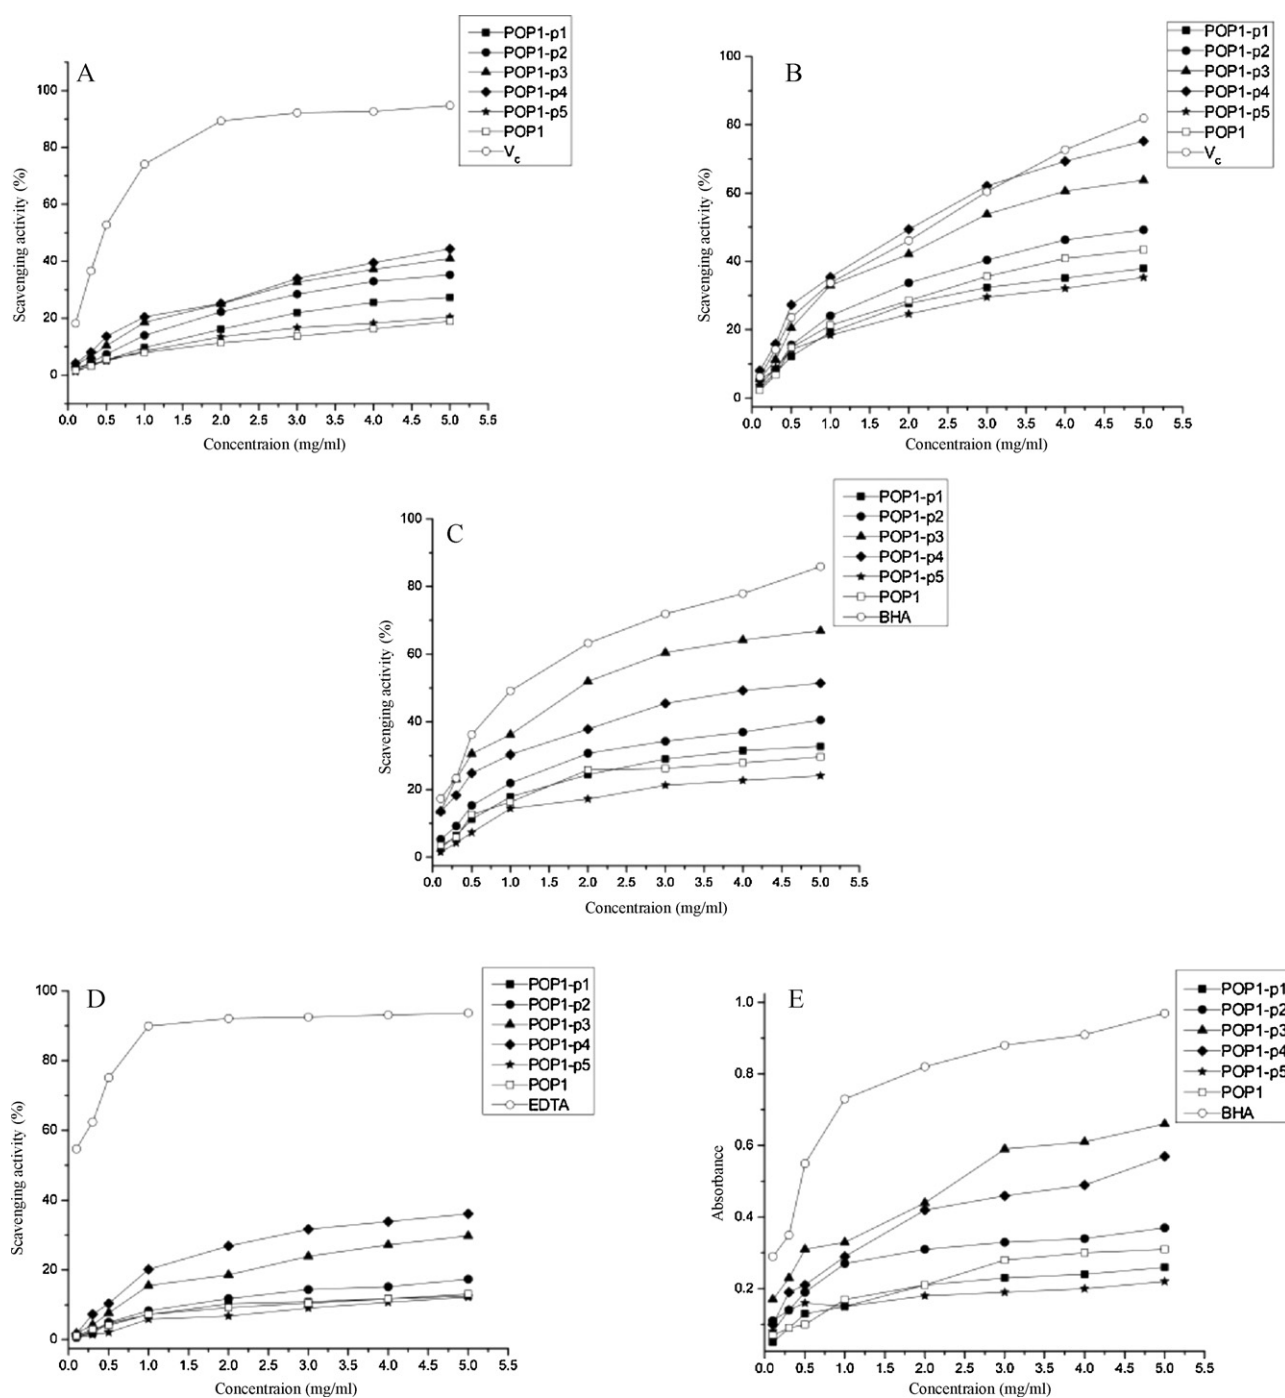 A
POP1-p1
POP1-p2
POP1-p3
POP1-p4
POP1-p5
POP1
Vc
Scavenging activity (%)
100
80
60
40
20
0
0.0 0.5 1.0 1.5 2.0 2.5 3.0 3.5 4.0 4.5 5.0 5.5
Concentraion (mg/ml)
B
POP1-p1
POP1-p2
POP1-p3
POP1-p4
POP1-p5
POP1
Vc
Scavenging activity (%)
100
80
60
40
20
0
0.0 0.5 1.0 1.5 2.0 2.5 3.0 3.5 4.0 4.5 5.0 5.5
Concentraion (mg/ml)
C
POP1-p1
POP1-p2
POP1-p3
POP1-p4
POP1-p5
POP1
BHA
Scavenging activity (%)
100
80
60
40
20
0
0.0 0.5 1.0 1.5 2.0 2.5 3.0 3.5 4.0 4.5 5.0 5.5
Concentraion (mg/ml)
D
POP1-p1
POP1-p2
POP1-p3
POP1-p4
POP1-p5
POP1
EDTA
Scavenging activity (%)
100
80
60
40
20
0
0.0 0.5 1.0 1.5 2.0 2.5 3.0 3.5 4.0 4.5 5.0 5.5
Concentraion (mg/ml)
E
POP1-p1
POP1-p2
POP1-p3
POP1-p4
POP1-p5
POP1
BHA
Absorbance
1.0
0.8
0.6
0.4
0.2
0.0 0.5 1.0 1.5 2.0 2.5 3.0 3.5 4.0 4.5 5.0 5.5
Concentraion (mg/ml)